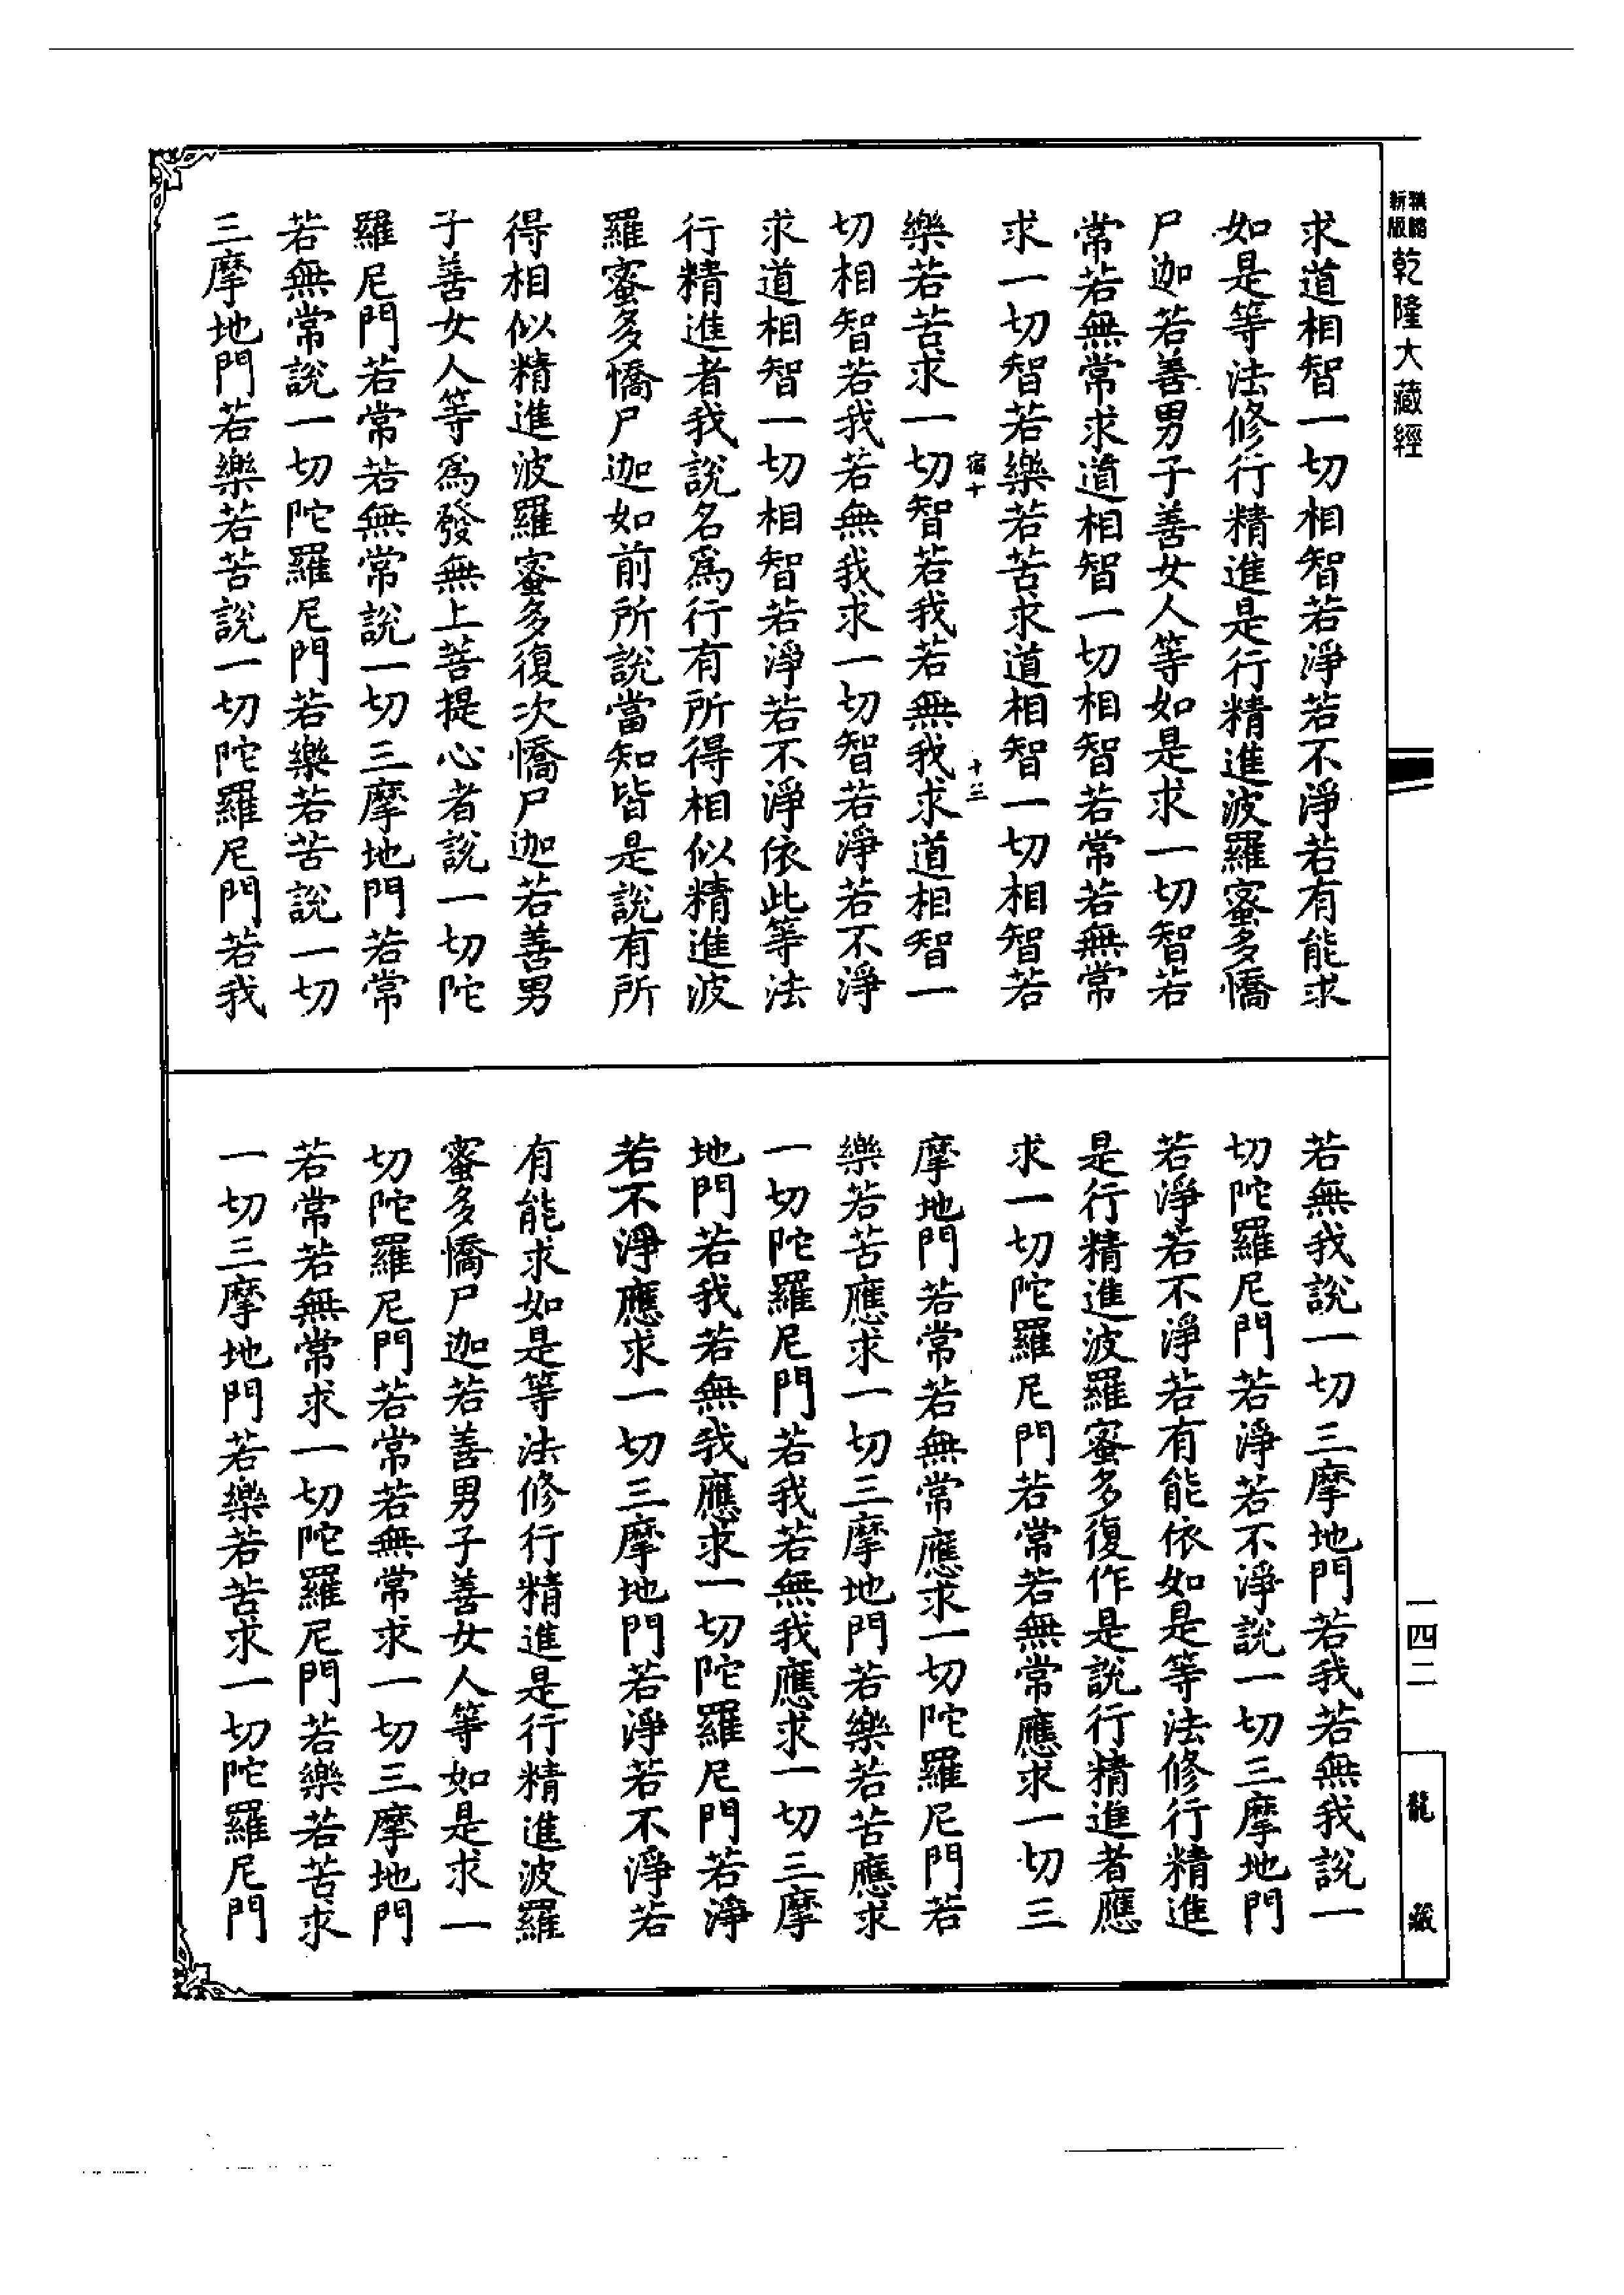 新版
乾隆大藏經
求道相智一切相智若淨若不淨若有能求
如是等法修行精進是行精進波羅蜜多憍
尸迦若善男子善女人等如是求一切智若
常若無常求道相智一切相智若常若無常
求一切智若樂若苦求道相智一切相智若
宿十
十三
樂若苦求一切智若我若無我求道相智一
切相智若我若無我求一切智若淨若不淨
求道相智一切相智若淨若不淨依此等法
行精進者我說名爲行有所得相似精進波
羅蜜多憍尸迦如前所說當知皆是說有所
得相似精進波羅蜜多復次憍尸迦若善男
子善女人等爲發無上菩提心者說一切陀
羅尼門若常若無常說一切三摩地門若常
若無常說一切陀羅尼門若樂若苦說一切
三摩地門若樂若苦說一切陀羅尼門若我
若無我說一切三摩地門若我若無我說一
切陀羅尼門若淨若不淨說一切三摩地門
若淨若不淨若有能依如是等法修行精進
是行精進波羅蜜多復作是說行精進者應
求一切陀羅尼門若常若無常應求一切三
摩地門若常若無常應求一切陀羅尼門若
樂若苦應求一切三摩地門若樂若苦應求
一切陀羅尼門若我若無我應求一切三摩
地門若我若無我應求一切陀羅尼門若淨
若不淨應求一切三摩地門若淨若不淨若
有能求如是等法修行精進是行精進波羅
蜜多憍尸迦若善男子善女人等如是求一
切陀羅尼門若常若無常求一切三摩地門
若常若無常求一切陀羅尼門若樂若苦求
一切三摩地門若樂若苦求一切陀羅尼門
一四二
龍藏